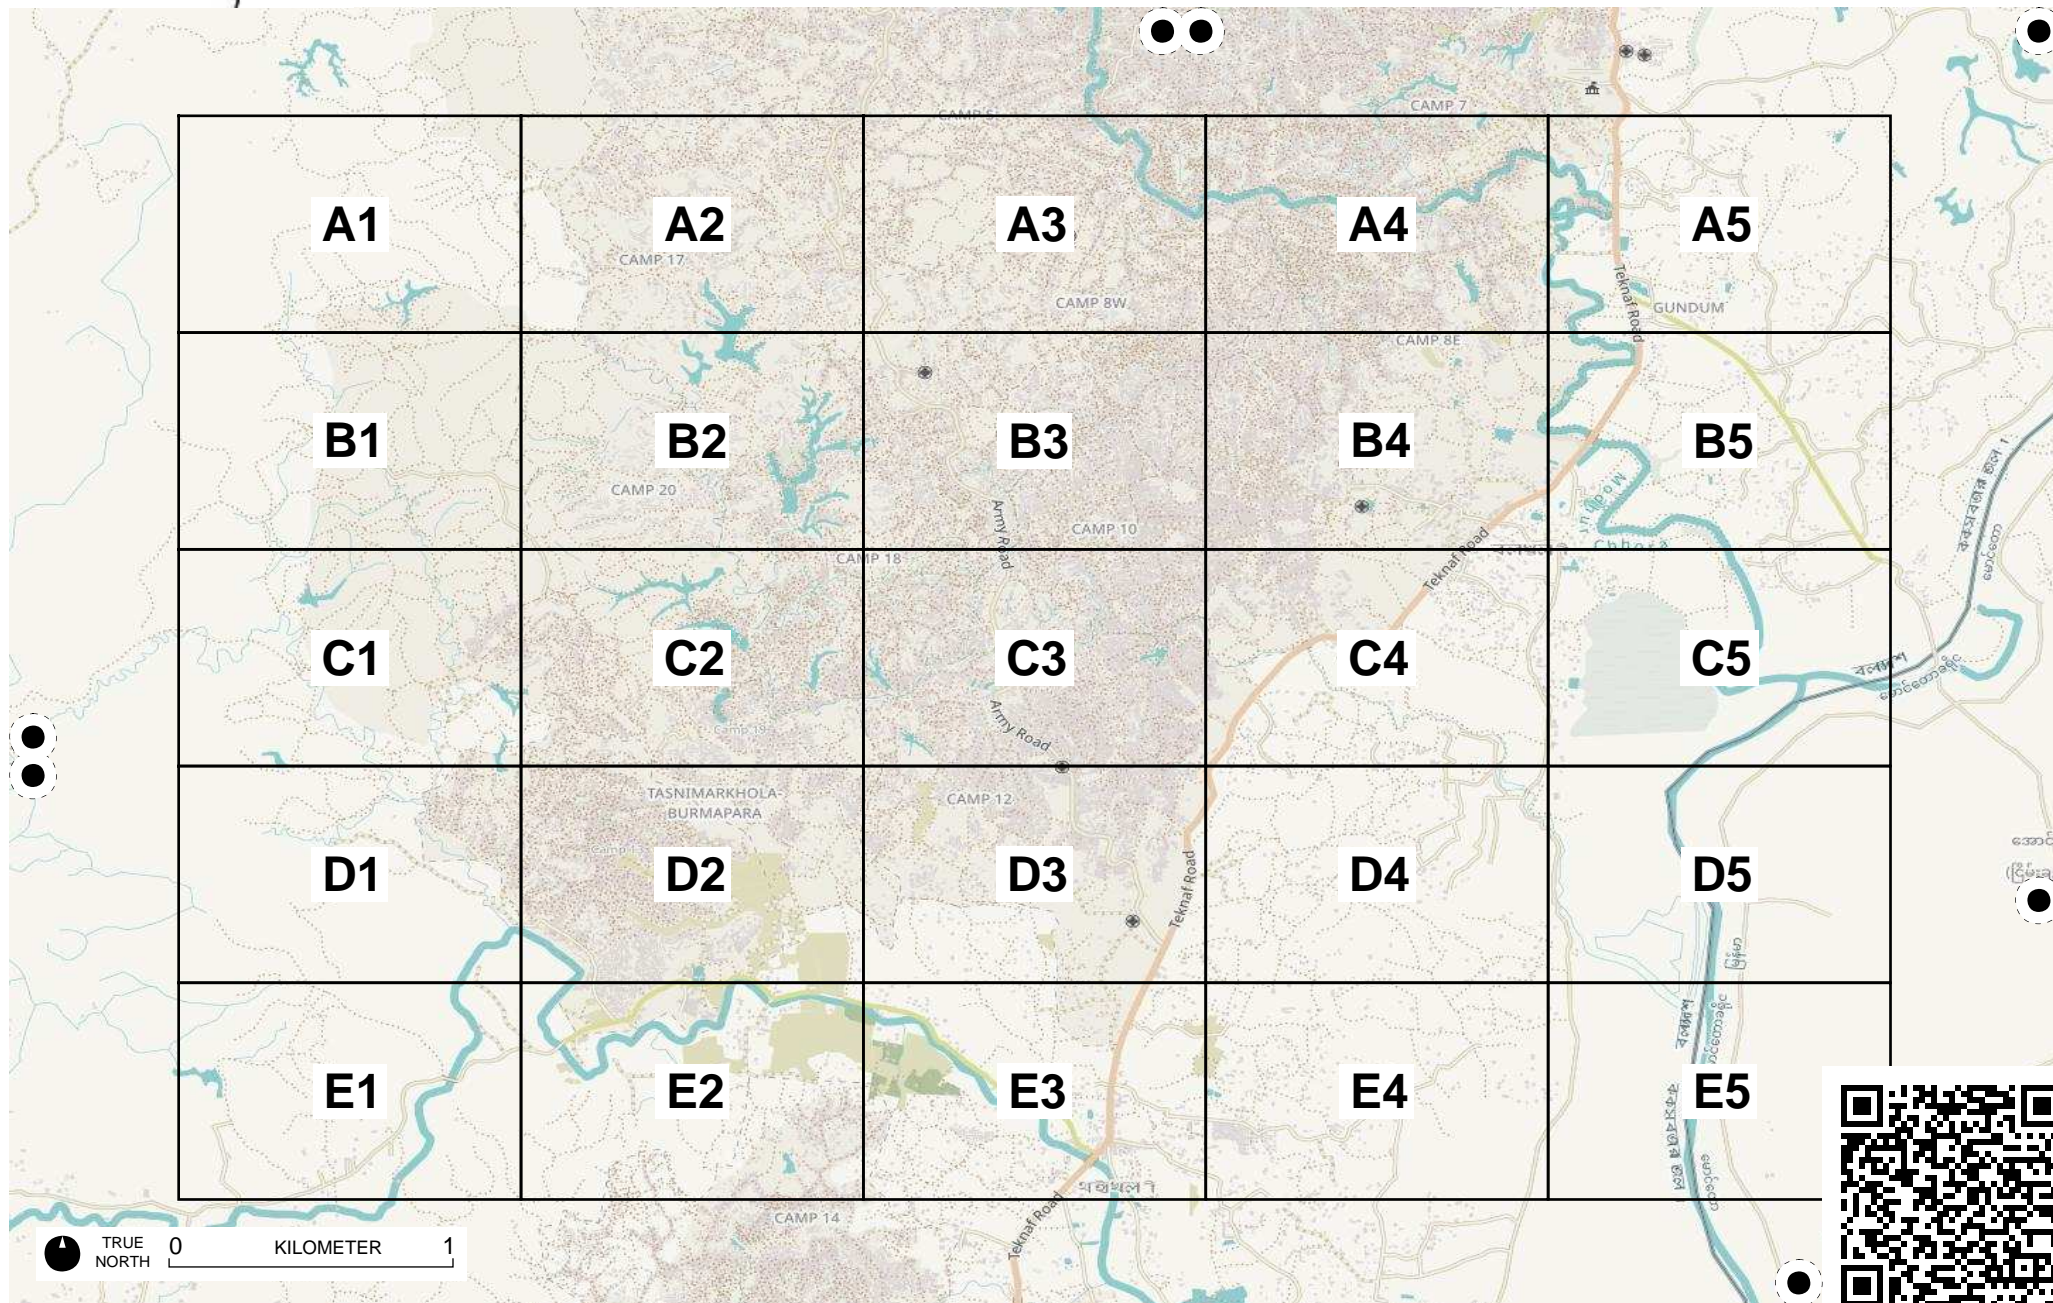 CAMP 7
A1
A2
A3
A4
A5
CAMP 17
CAMP 8W
Teknaf Road
GUNDUM
CAMP 8E
B1
B2
B3
B4
B5
CAMP 20
Army Road
CAMP 10
Teknaf Road
Chhora
CAMP 18
C1
C2
C3
C4
C5
Camp 19
Army Road
TASNIMARKHOLA-
BURMAPARA
CAMP 12
D1
D2
D3
D4
D5
Teknaf Road
E1
E2
E3
E4
E5
CAMP 14
Teknaf Road
TRUE
NORTH
0 KILOMETER 1